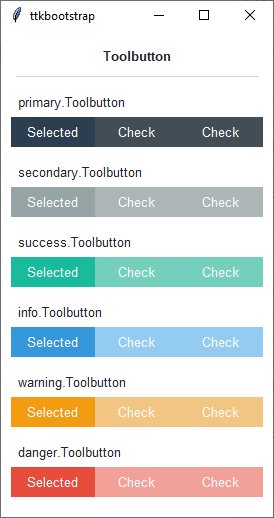 ttkbootstrap
Toolbutton
primary.Toolbutton
Selected Check Check
secondary.Toolbutton
Selected Check Check
success.Toolbutton
Selected Check Check
info.Toolbutton
Selected Check Check
warning.Toolbutton
Selected Check Check
danger.Toolbutton
Selected Check Check